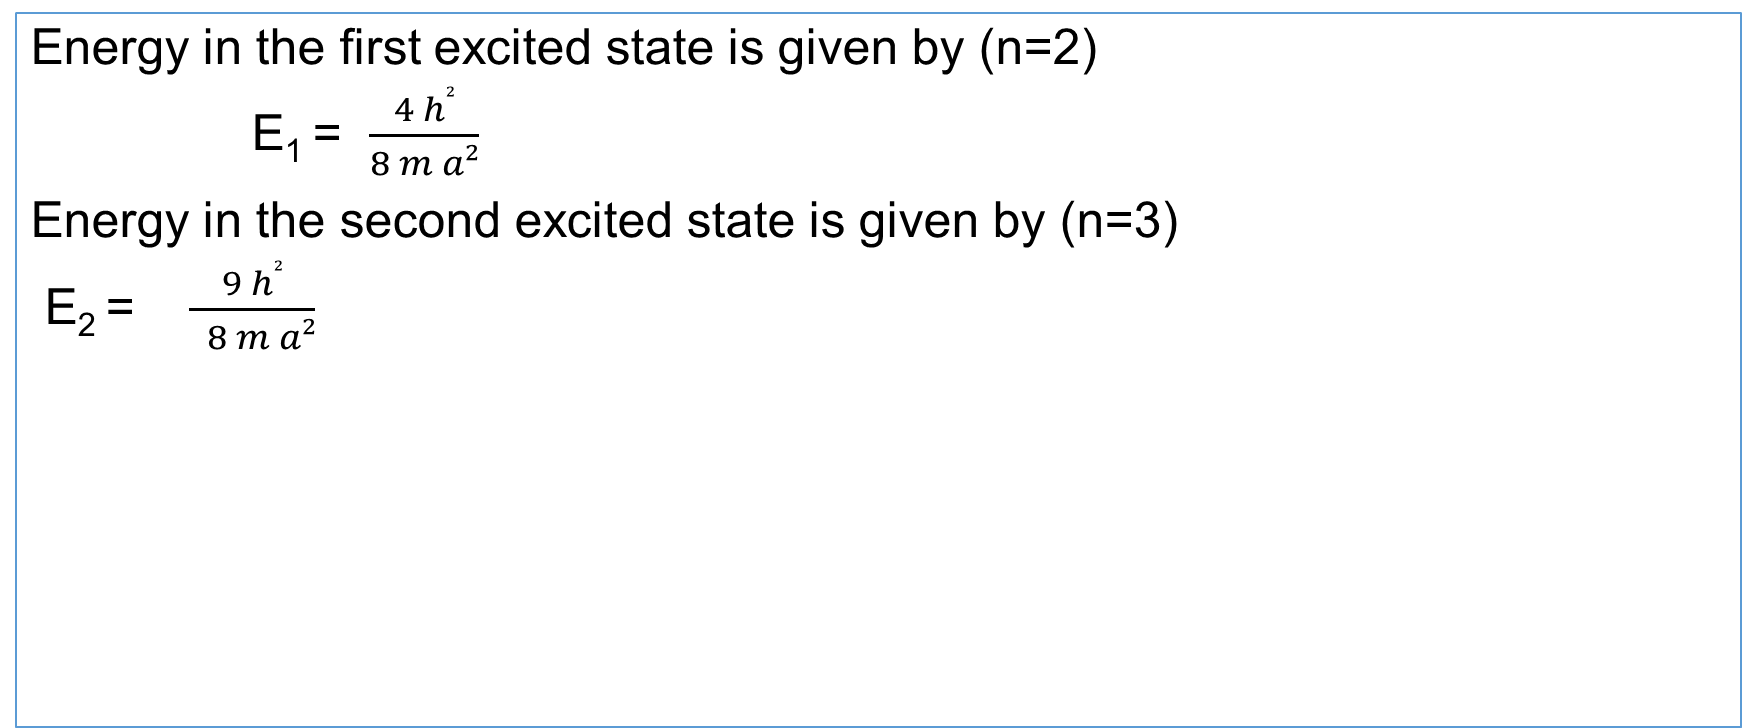 Energy in the first excited state is given by (n=2)
E₁ = 4 h² / 8 m a²
Energy in the second excited state is given by (n=3)
E₂ = 9 h² / 8 m a²